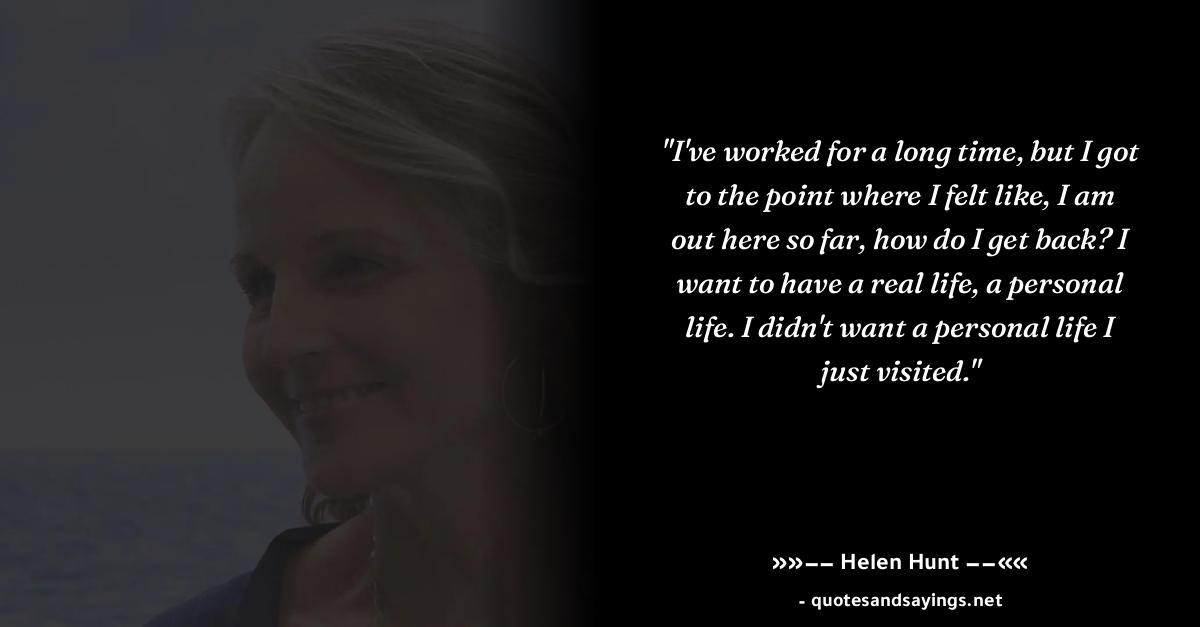 "I've worked for a long time, but I got
to the point where I felt like, I am
out here so far, how do I get back? I
want to have a real life, a personal
life. I didn't want a personal life I
just visited."
»»–– Helen Hunt ––««
- quotesandsayings.net